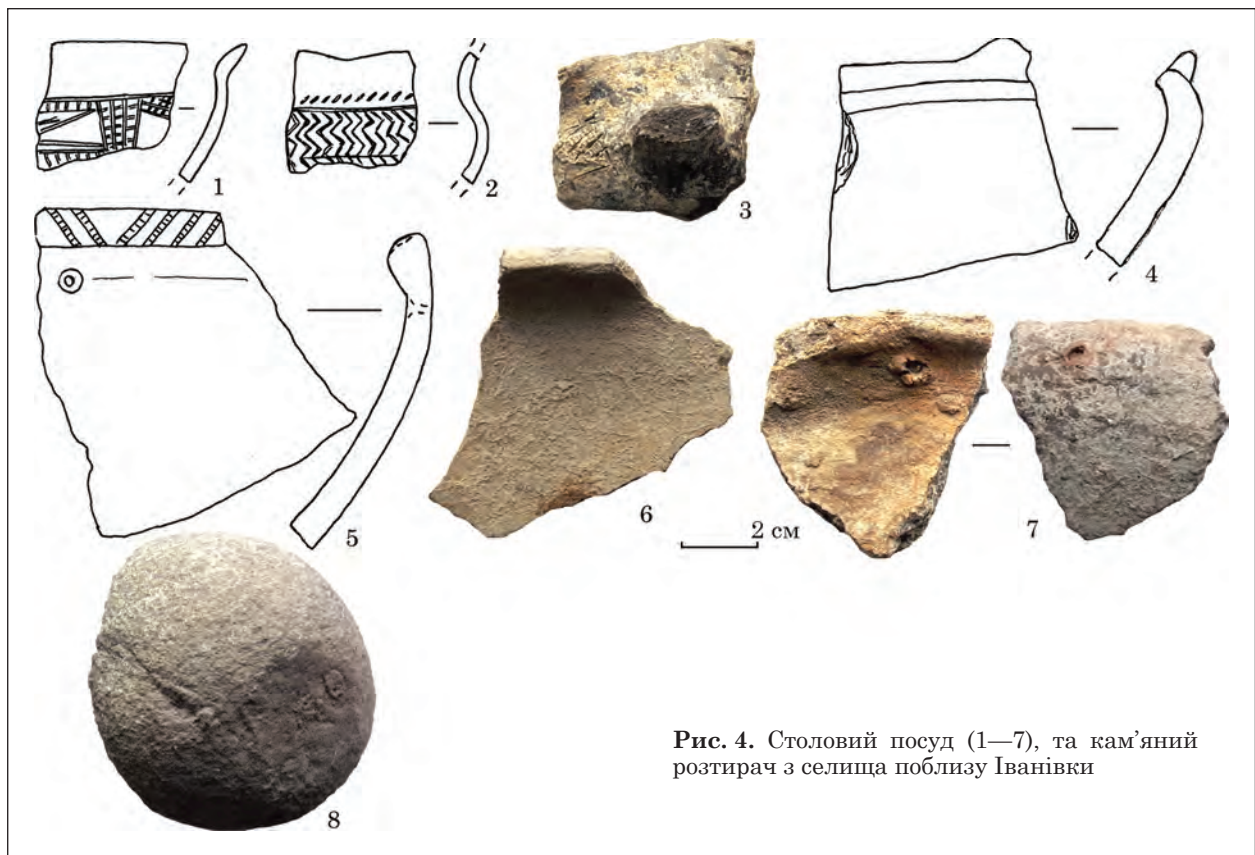 1
2
3
4
5
6
2 см
7
8
Рис. 4. Столовий посуд (1—7), та кам’яний
розтирач з селища поблизу Іванівки